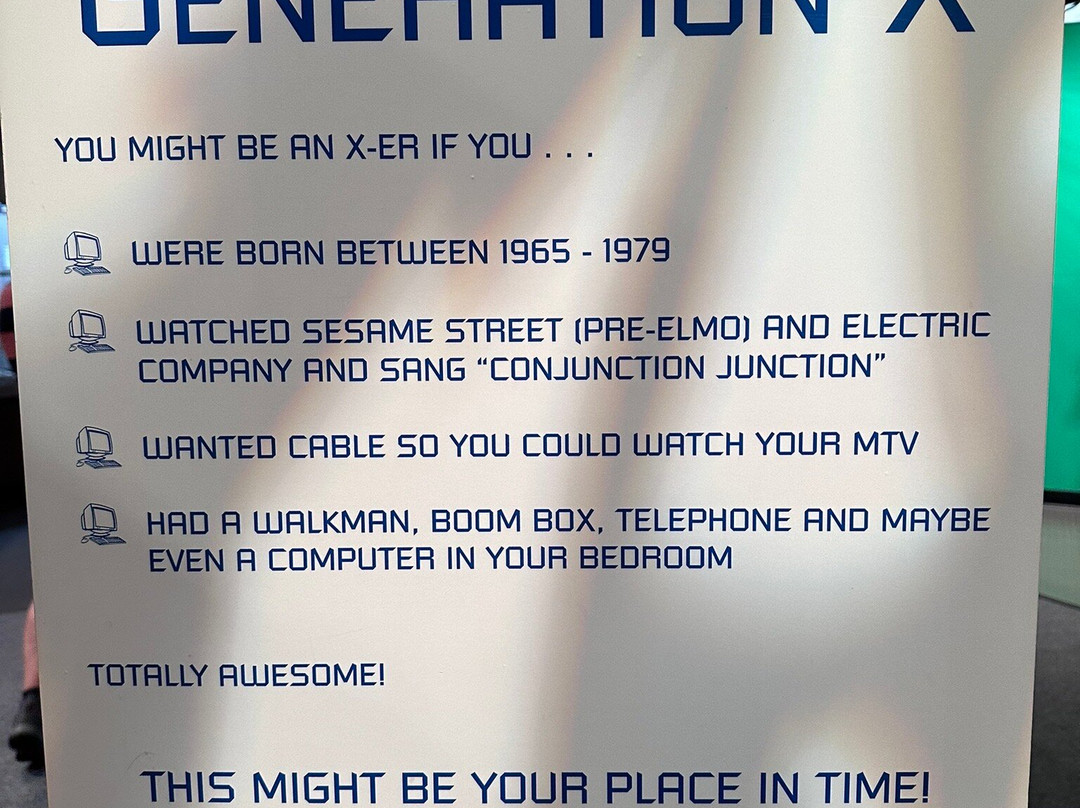 GENERATION X
YOU MIGHT BE AN X-ER IF YOU . . .
WERE BORN BETWEEN 1965 - 1979
WATCHED SESAME STREET (PRE-ELMO) AND ELECTRIC
COMPANY AND SANG “CONJUNCTION JUNCTION”
WANTED CABLE SO YOU COULD WATCH YOUR MTV
HAD A WALKMAN, BOOM BOX, TELEPHONE AND MAYBE
EVEN A COMPUTER IN YOUR BEDROOM
TOTALLY AWESOME!
THIS MIGHT BE YOUR PLACE IN TIME!